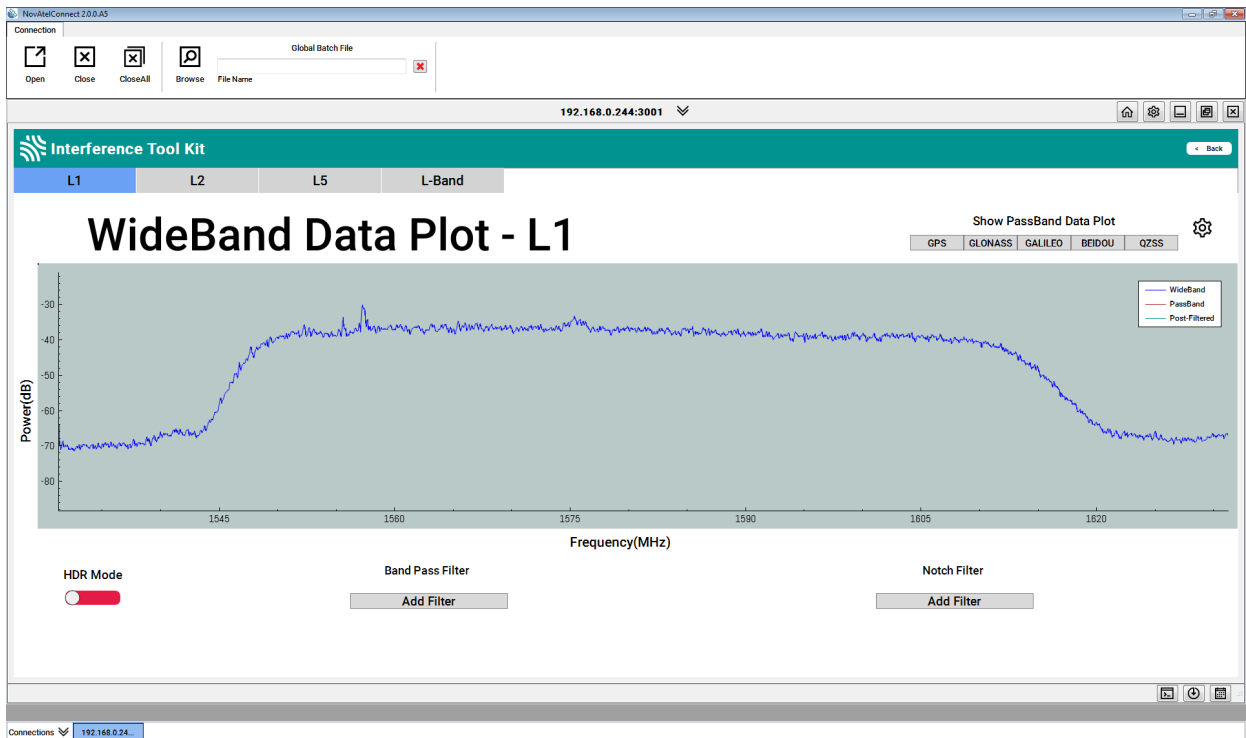 NovAtelConnect 2.0.0.A5
Connection
Open
Close
CloseAll
Browse
Global Batch File
File Name
192.168.0.244:3001
Interference Tool Kit
< Back
L1
L2
L5
L-Band
WideBand Data Plot - L1
Show PassBand Data Plot
GPS
GLONASS
GALILEO
BEIDOU
QZSS
WideBand
PassBand
Post-Filtered
Power(dB)
-30
-40
-50
-60
-70
-80
1545
1560
1575
1590
1605
1620
Frequency(MHz)
HDR Mode
Band Pass Filter
Add Filter
Notch Filter
Add Filter
Connections
192.168.0.24...